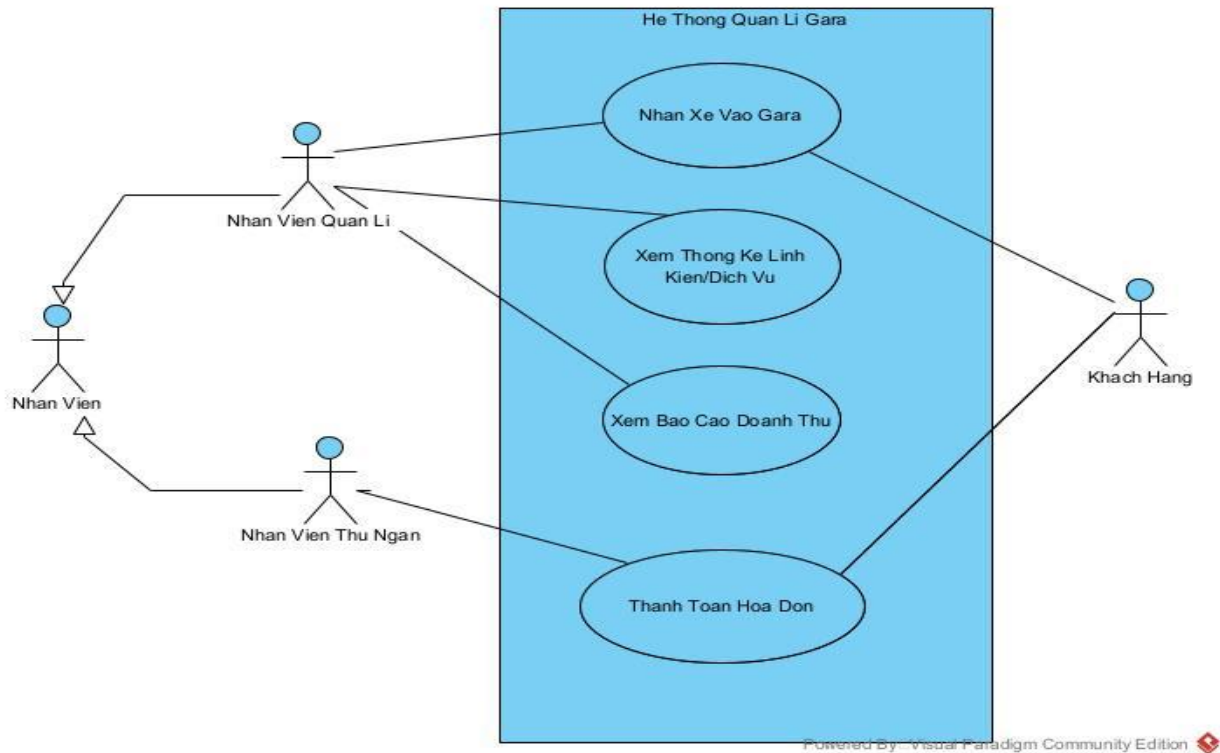 He Thong Quan Li Gara
Nhan Xe Vao Gara
Nhan Vien Quan Li
Xem Thong Ke Linh
Kien/Dich Vu
Khach Hang
Nhan Vien
Xem Bao Cao Doanh Thu
Nhan Vien Thu Ngan
Thanh Toan Hoa Don
Powered By Visual Paradigm Community Edition